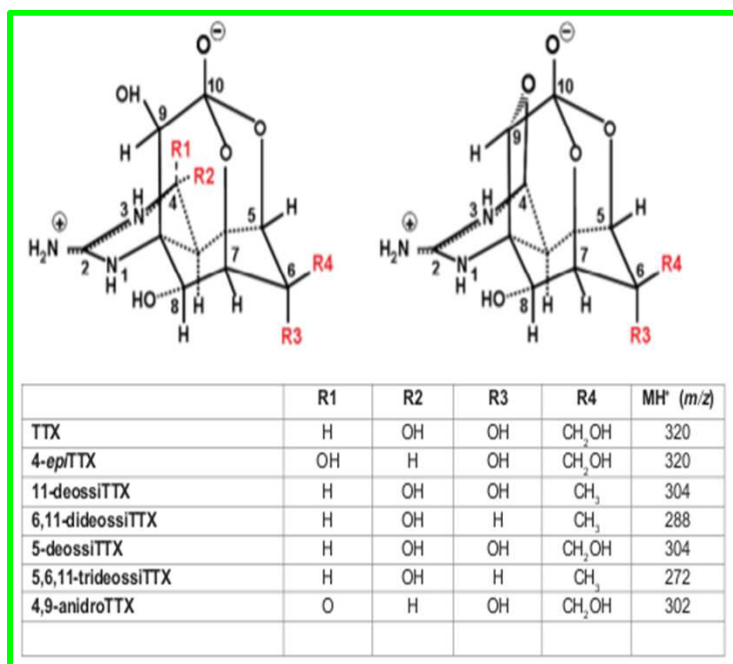 O⊖
10
OH
9
O
H
R1
R2
O
H
3
N
4
5
H
⊕
H₂N
2
N
1
H
7
6
R4
HO
8
H
H
H
R3
O⊖
O
10
9
O
H
O
4
H
3
N
5
H
⊕
H₂N
2
N
1
H
7
6
R4
HO
8
H
H
H
R3
R1 R2 R3 R4 MH⁺ (m/z)
TTX H OH OH CH₂OH 320
4-epiTTX OH H OH CH₂OH 320
11-deossiTTX H OH OH CH₃ 304
6,11-dideossiTTX H OH H CH₃ 288
5-deossiTTX H OH OH CH₂OH 304
5,6,11-trideossiTTX H OH H CH₃ 272
4,9-anidroTTX O H OH CH₂OH 302